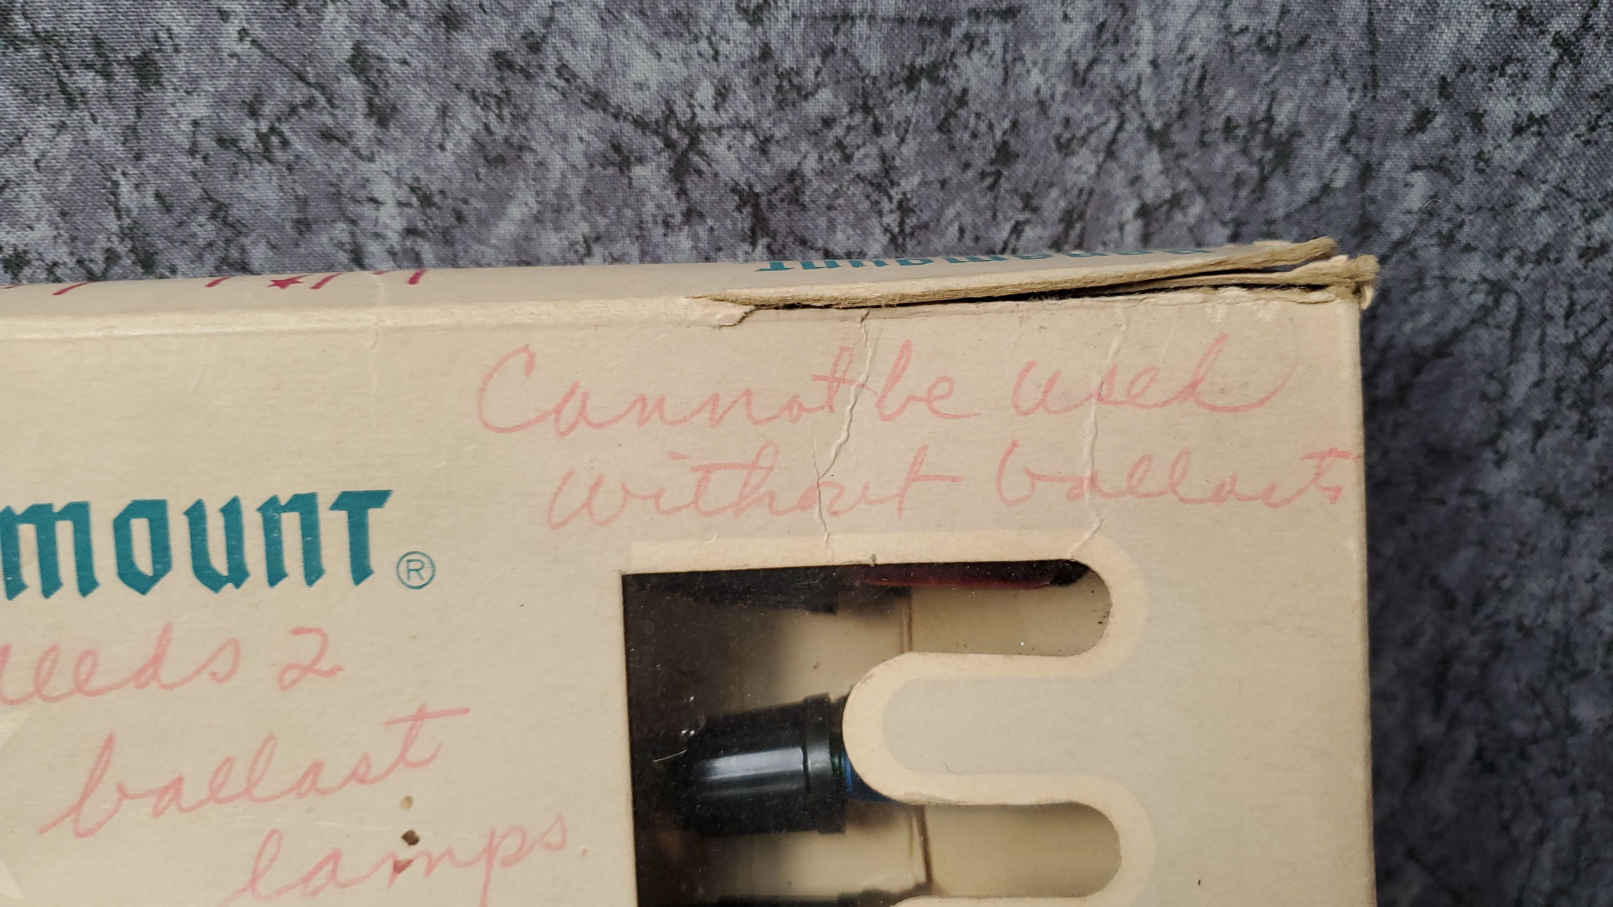 Cannot be used
without ballasts
mount®
needs 2
ballast
lamps.